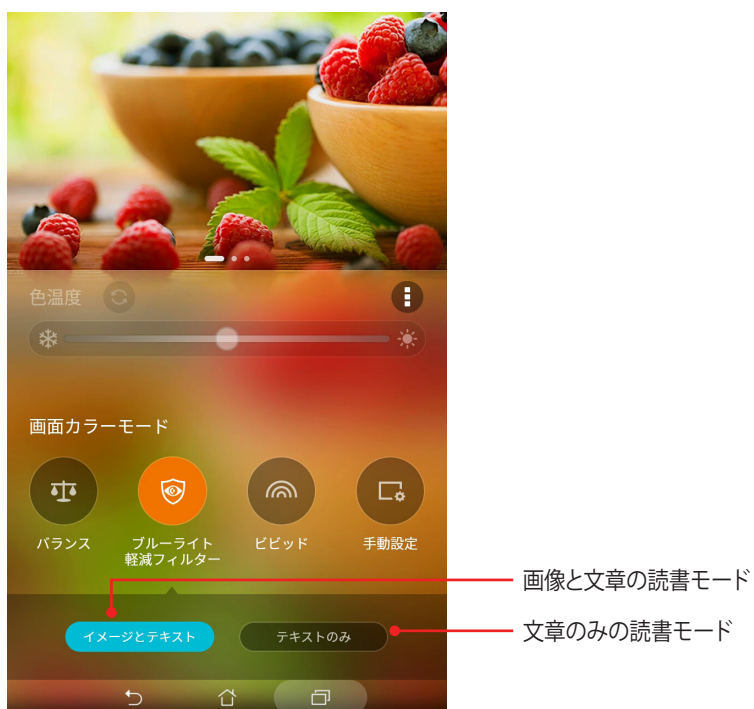 色温度
画面カラーモード
バランス
ブルーライト
軽減フィルター
ビビッド
手動設定
画像と文章の読書モード
イメージとテキスト
テキストのみ
文章のみの読書モード